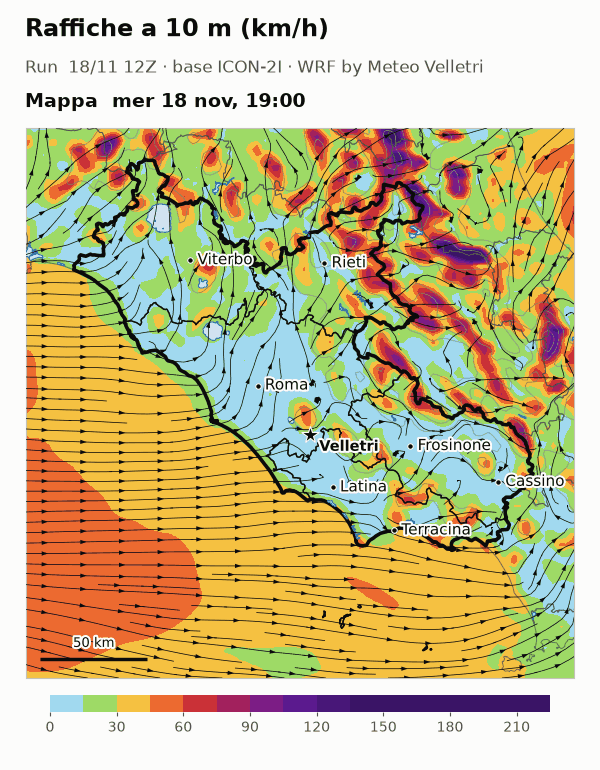 Raffiche a 10 m (km/h)
Run  18/11 12Z · base ICON-2I · WRF by Meteo Velletri
Mappa  mer 18 nov, 19:00
Viterbo
Rieti
Roma
Velletri
Frosinone
Latina
Cassino
Terracina
50 km
0 30 60 90 120 150 180 210